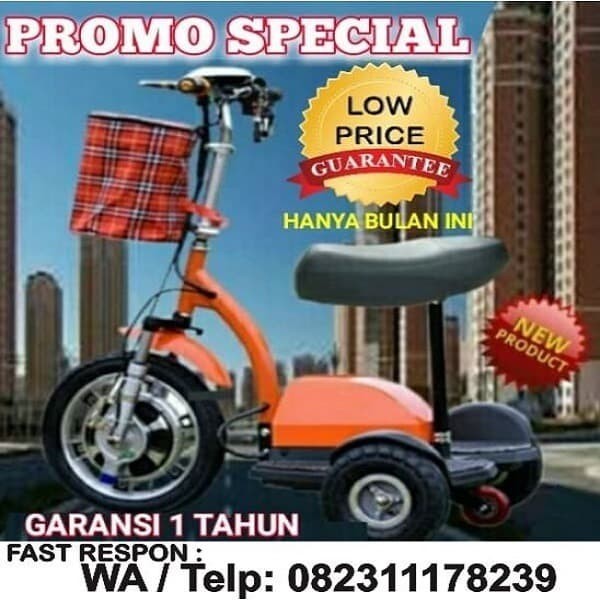 PROMO SPECIAL
LOW
PRICE
GUARANTEE
HANYA BULAN INI
NEW
PRODUCT
GARANSI 1 TAHUN
FAST RESPON :
WA / Telp: 082311178239